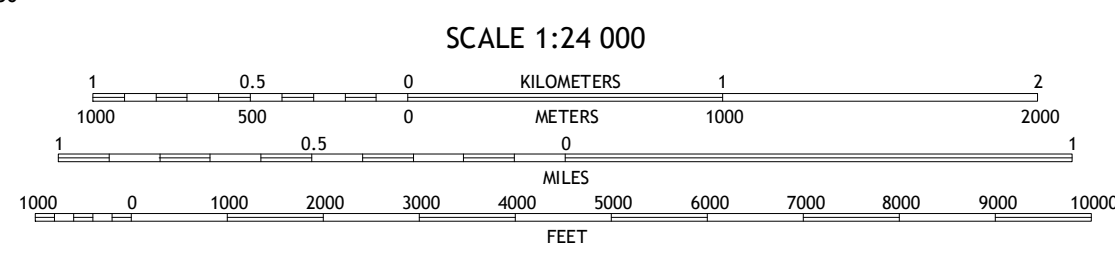 SCALE 1:24 000
1 0.5 0 KILOMETERS 1 2
1000 500 0 METERS 1000 2000
1 0.5 0 1
MILES
1000 0 1000 2000 3000 4000 5000 6000 7000 8000 9000 10000
FEET